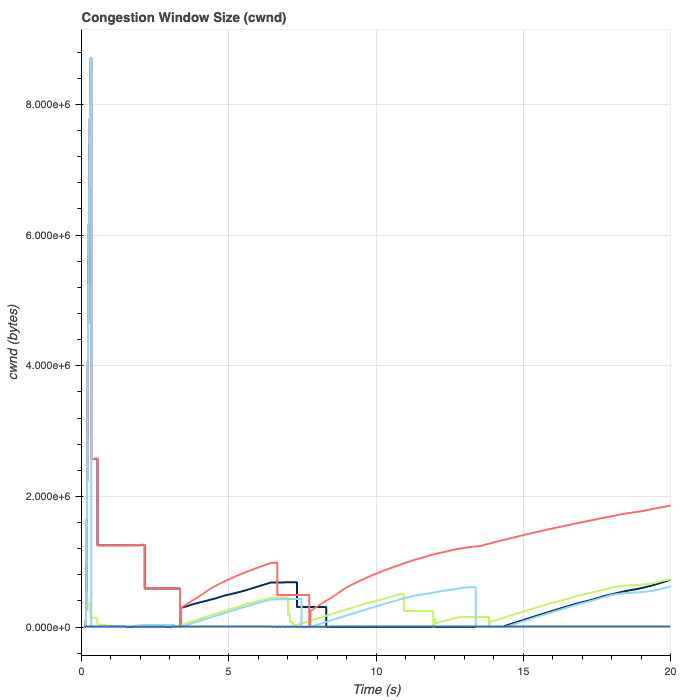 Congestion Window Size (cwnd)
8.000e+6
6.000e+6
4.000e+6
2.000e+6
0.000e+0
cwnd (bytes)
0 5 10 15 20
Time (s)